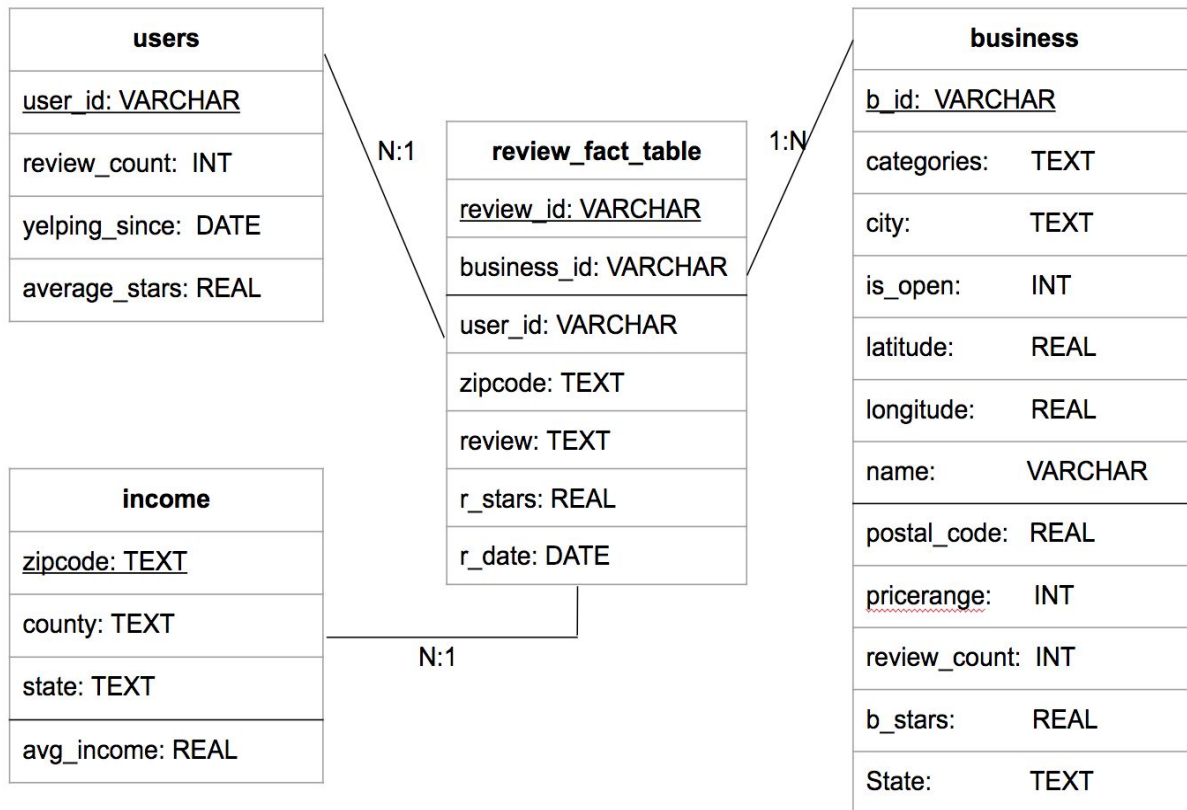 users
user_id: VARCHAR
review_count: INT
yelping_since: DATE
average_stars: REAL
N:1
review_fact_table
review_id: VARCHAR
business_id: VARCHAR
user_id: VARCHAR
zipcode: TEXT
review: TEXT
r_stars: REAL
r_date: DATE
1:N
business
b_id: VARCHAR
categories: TEXT
city: TEXT
is_open: INT
latitude: REAL
longitude: REAL
name: VARCHAR
postal_code: REAL
pricerange: INT
review_count: INT
b_stars: REAL
State: TEXT
income
zipcode: TEXT
county: TEXT
state: TEXT
avg_income: REAL
N:1